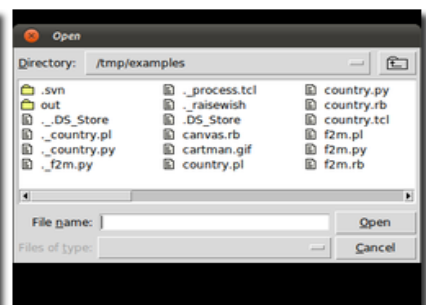 Open
Directory: /tmp/examples
.svn ._process.tcl country.py
out ._raisewish country.rb
._.DS_Store .DS_Store country.tcl
._country.pl canvas.rb f2m.pl
._country.py cartman.gif f2m.py
._f2m.py country.pl f2m.rb
File name: Open
Files of type: Cancel